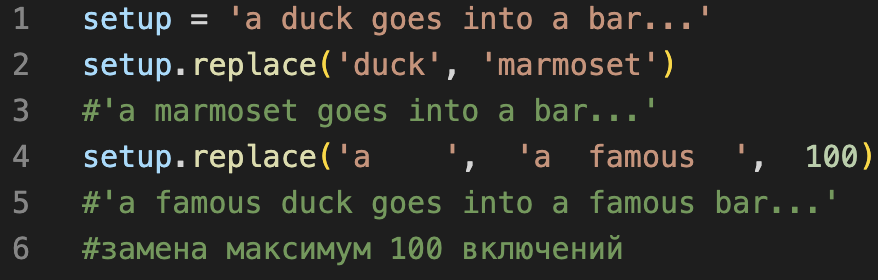 1 setup = 'a duck goes into a bar...'
2 setup.replace('duck', 'marmoset')
3 #'a marmoset goes into a bar...'
4 setup.replace('a    ',  'a  famous  ',  100)
5 #'a famous duck goes into a famous bar...'
6 #замена максимум 100 включений